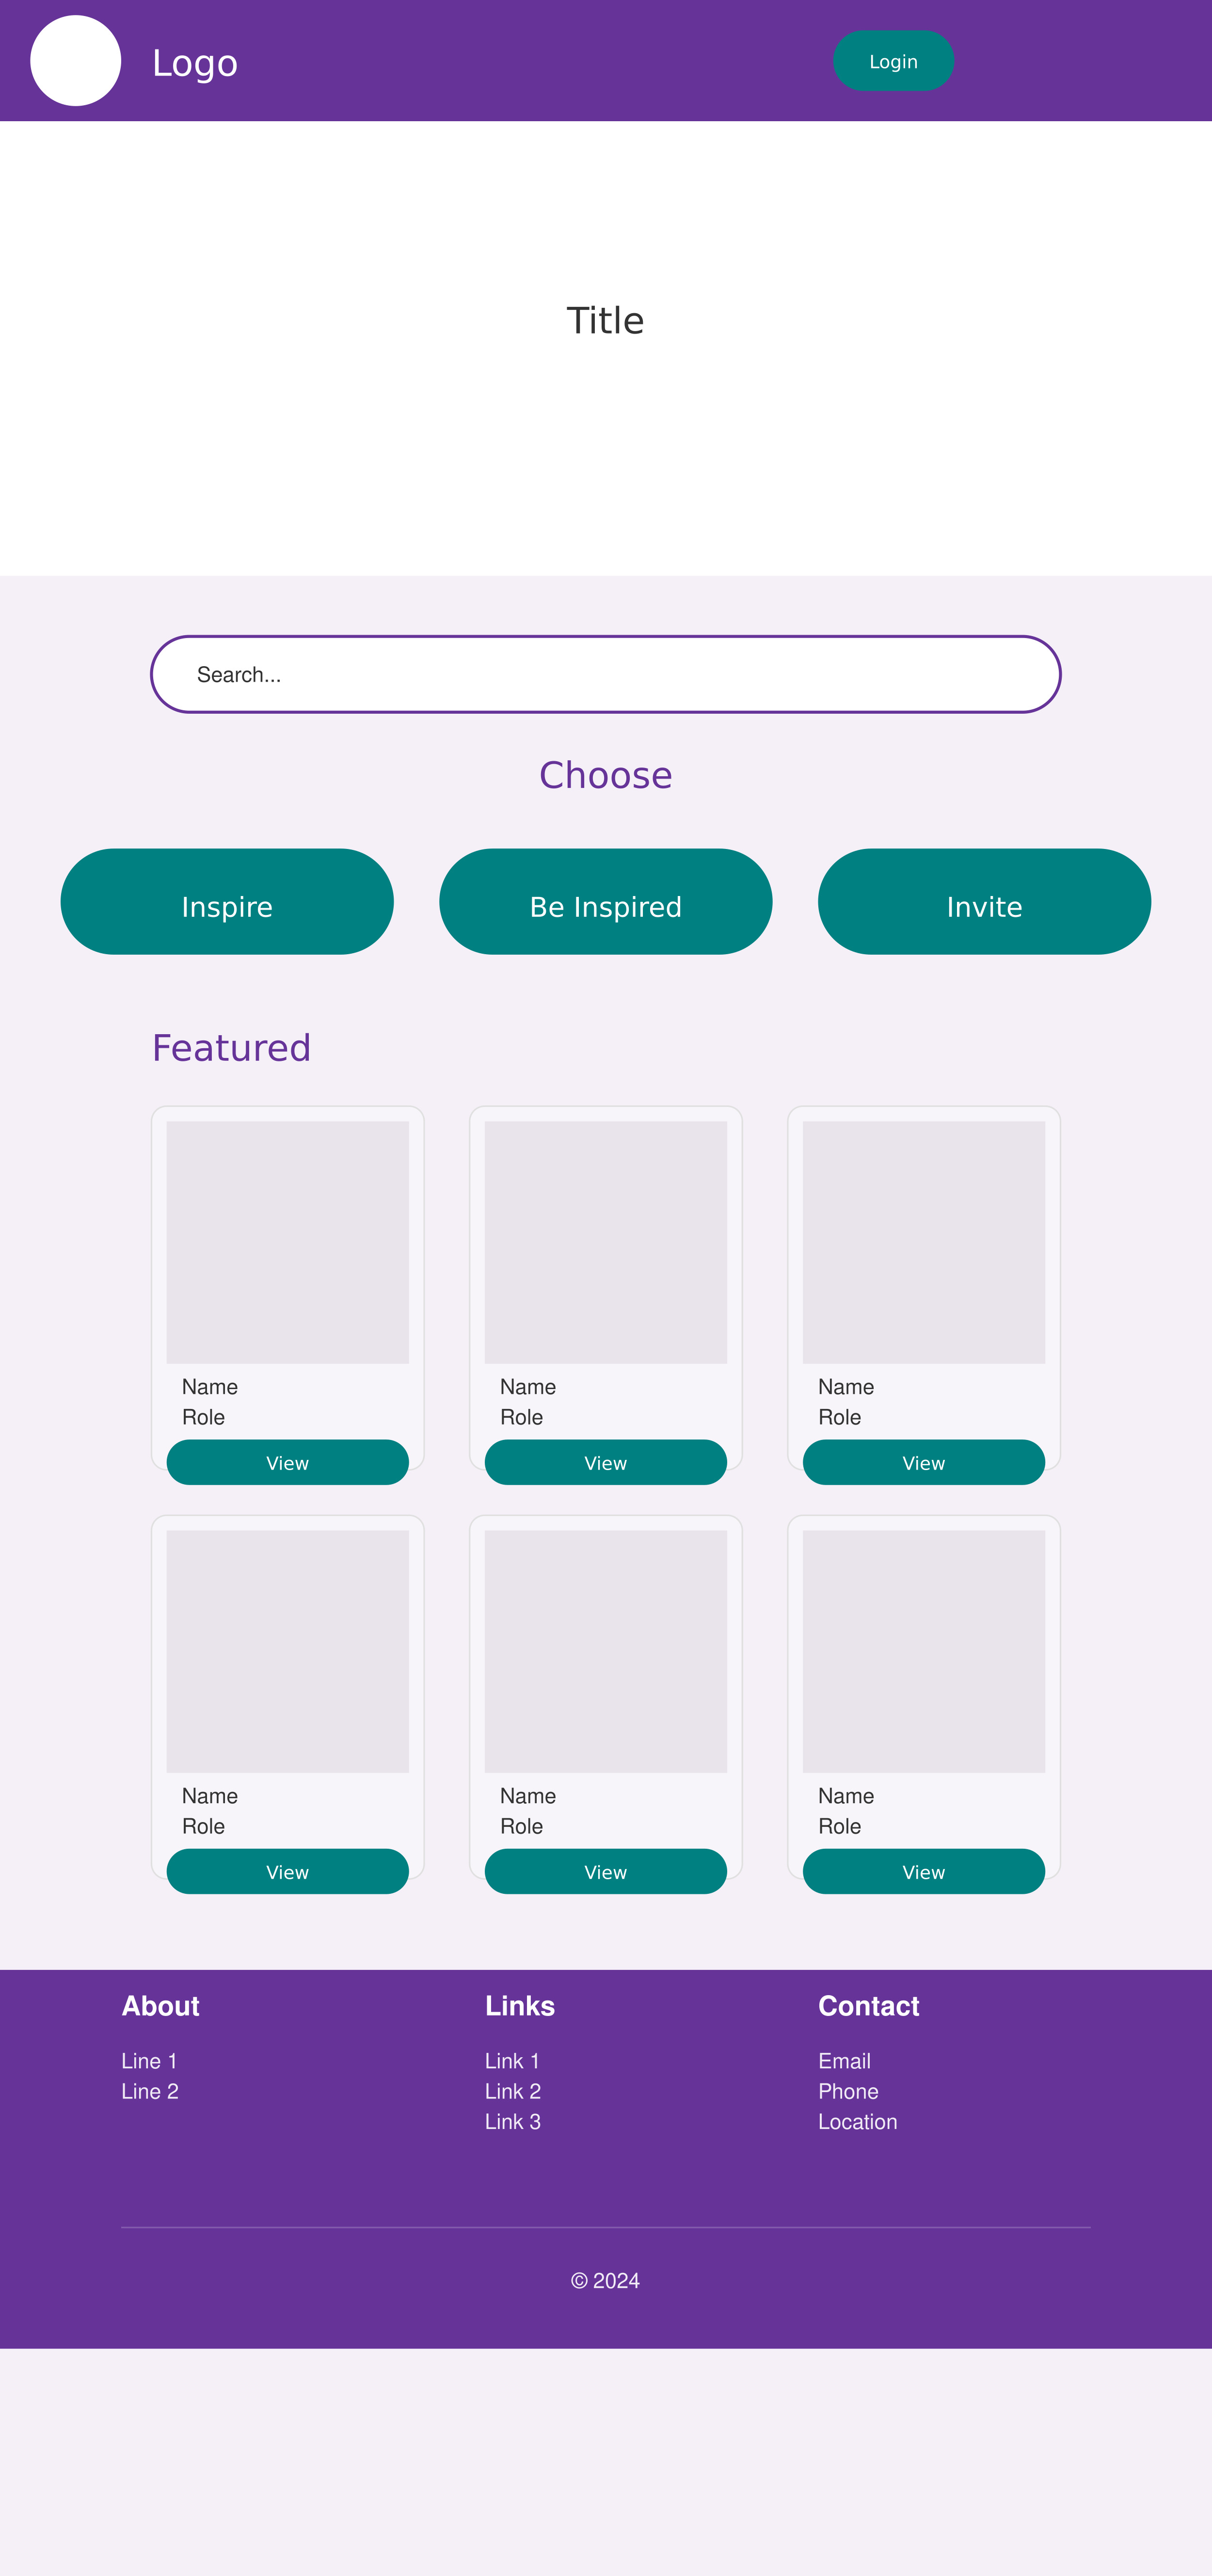 Logo
Login
Title
Search...
Choose
Inspire
Be Inspired
Invite
Featured
Name
Role
View
Name
Role
View
Name
Role
View
Name
Role
View
Name
Role
View
Name
Role
View
About
Line 1
Line 2
Links
Link 1
Link 2
Link 3
Contact
Email
Phone
Location
© 2024